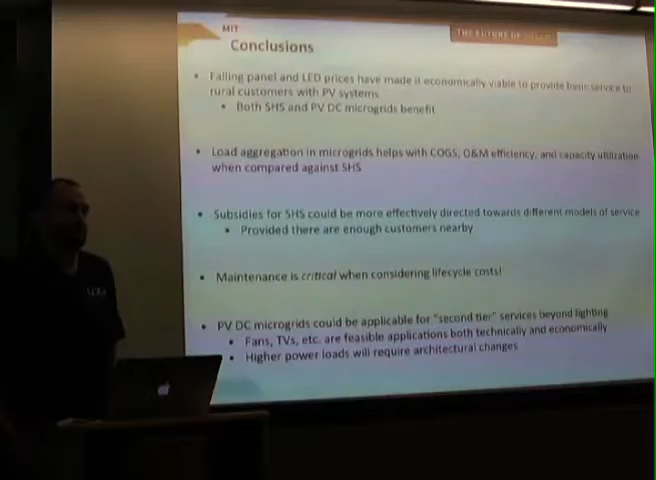 MIT
THE FUTURE OF SOLAR
Conclusions
• Falling panel and LED prices have made it economically viable to provide basic service to
rural customers with PV systems
• Both SHS and PV DC microgrids benefit
• Load aggregation in microgrids helps with COGS, O&M efficiency, and capacity utilization
when compared against SHS
• Subsidies for SHS could be more effectively directed towards different models of service
• Provided there are enough customers nearby
• Maintenance is critical when considering lifecycle costs!
• PV DC microgrids could be applicable for "second tier" services beyond lighting
• Fans, TVs, etc. are feasible applications both technically and economically
• Higher power loads will require architectural changes